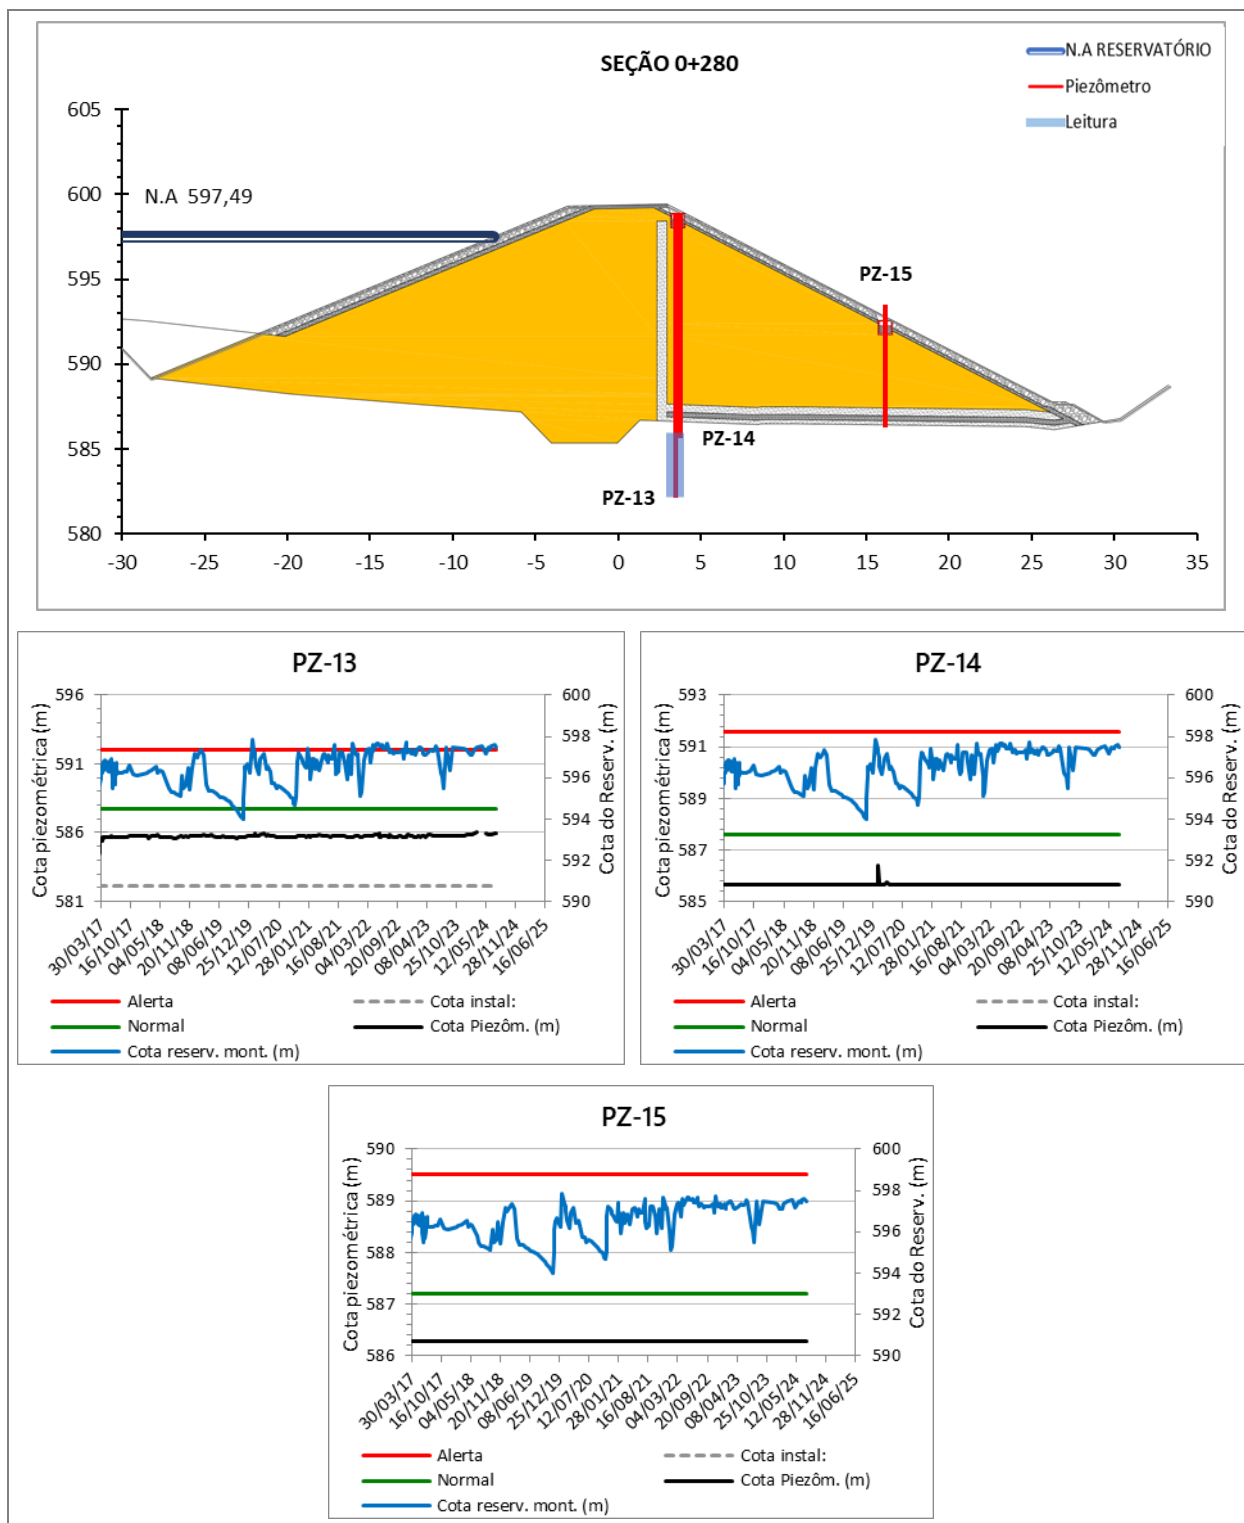 SEÇÃO 0+280
N.A RESERVATÓRIO
Piezômetro
Leitura
605
600
595
590
585
580
N.A 597,49
PZ-15
PZ-14
PZ-13
-30 -25 -20 -15 -10 -5 0 5 10 15 20 25 30 35
PZ-13
Cota piezométrica (m)
596
591
586
581
600
598
596
594
592
590
Cota do Reserv. (m)
30/03/17 16/10/17 04/05/18 20/11/18 08/06/19 25/12/19 12/07/20 28/01/21 16/08/21 04/03/22 20/09/22 08/04/23 25/10/23 12/05/24 28/11/24 16/06/25
Alerta
Cota instal:
Normal
Cota Piezôm. (m)
Cota reserv. mont. (m)
PZ-14
Cota piezométrica (m)
593
591
589
587
585
600
598
596
594
592
590
Cota do Reserv. (m)
30/03/17 16/10/17 04/05/18 20/11/18 08/06/19 25/12/19 12/07/20 28/01/21 16/08/21 04/03/22 20/09/22 08/04/23 25/10/23 12/05/24 28/11/24 16/06/25
Alerta
Cota instal:
Normal
Cota Piezôm. (m)
Cota reserv. mont. (m)
PZ-15
Cota piezométrica (m)
590
589
588
587
586
600
598
596
594
592
590
Cota do Reserv. (m)
30/03/17 16/10/17 04/05/18 20/11/18 08/06/19 25/12/19 12/07/20 28/01/21 16/08/21 04/03/22 20/09/22 08/04/23 25/10/23 12/05/24 28/11/24 16/06/25
Alerta
Cota instal:
Normal
Cota Piezôm. (m)
Cota reserv. mont. (m)